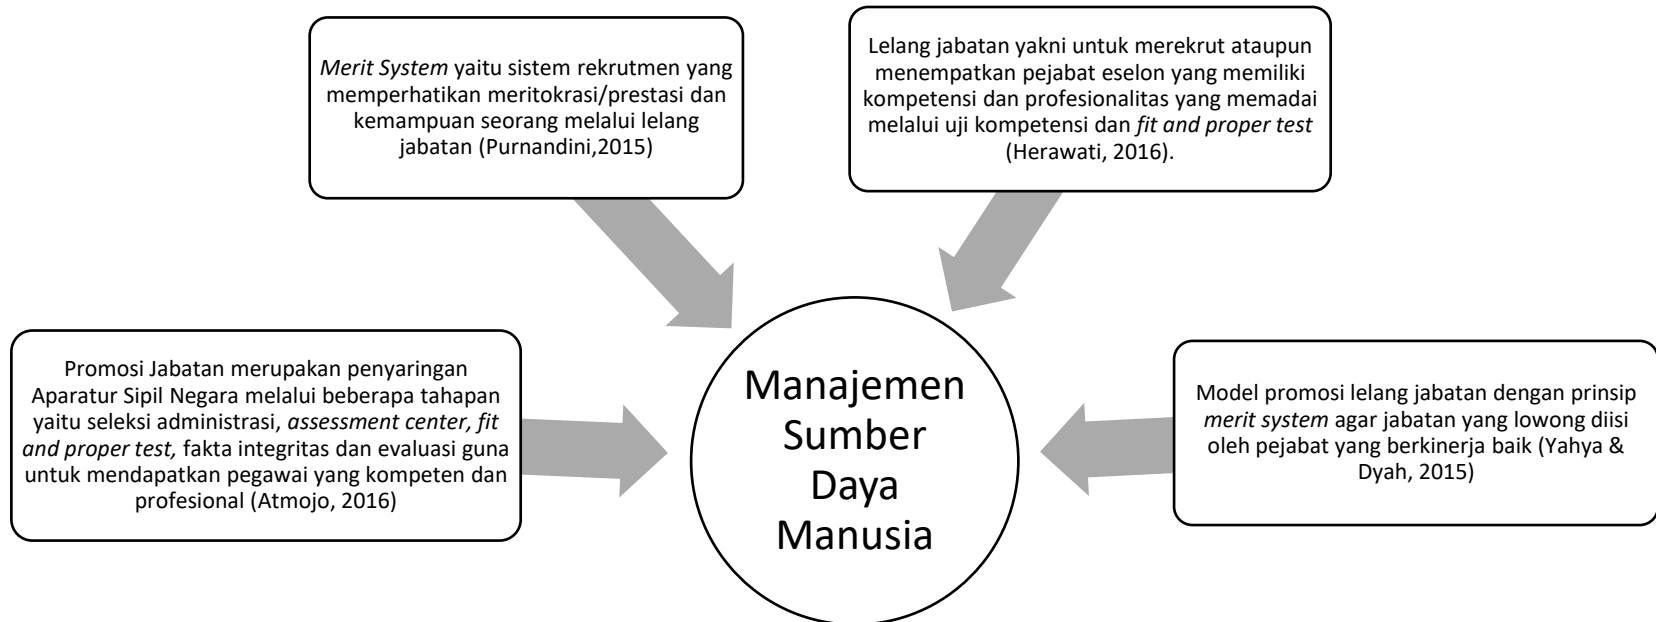 Merit System yaitu sistem rekrutmen yang
memperhatikan meritokrasi/prestasi dan
kemampuan seorang melalui lelang
jabatan (Purnandini,2015)
Lelang jabatan yakni untuk merekrut ataupun
menempatkan pejabat eselon yang memiliki
kompetensi dan profesionalitas yang memadai
melalui uji kompetensi dan fit and proper test
(Herawati, 2016).
Promosi Jabatan merupakan penyaringan
Aparatur Sipil Negara melalui beberapa tahapan
yaitu seleksi administrasi, assessment center, fit
and proper test, fakta integritas dan evaluasi guna
untuk mendapatkan pegawai yang kompeten dan
profesional (Atmojo, 2016)
Manajemen
Sumber
Daya
Manusia
Model promosi lelang jabatan dengan prinsip
merit system agar jabatan yang lowong diisi
oleh pejabat yang berkinerja baik (Yahya &
Dyah, 2015)